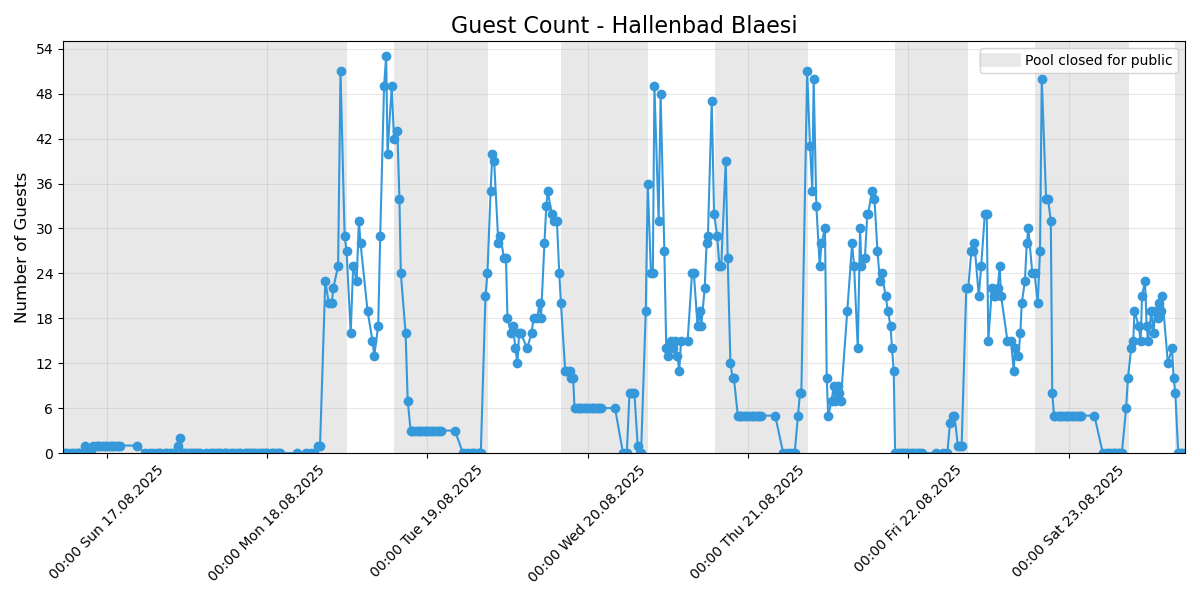 Guest Count - Hallenbad Blaesi
Pool closed for public
Number of Guests
54
48
42
36
30
24
18
12
6
0
00:00 Sun 17.08.2025
00:00 Mon 18.08.2025
00:00 Tue 19.08.2025
00:00 Wed 20.08.2025
00:00 Thu 21.08.2025
00:00 Fri 22.08.2025
00:00 Sat 23.08.2025